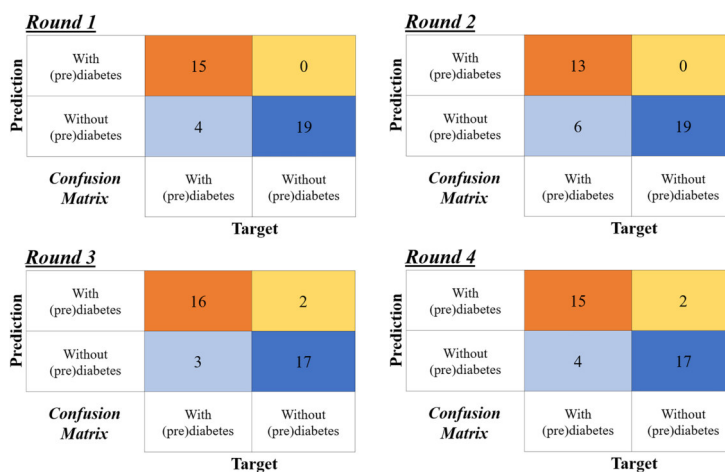 Round 1
Prediction
With
(pre)diabetes
15
0
Without
(pre)diabetes
4
19
Confusion
Matrix
With
(pre)diabetes
Without
(pre)diabetes
Target
Round 2
Prediction
With
(pre)diabetes
13
0
Without
(pre)diabetes
6
19
Confusion
Matrix
With
(pre)diabetes
Without
(pre)diabetes
Target
Round 3
Prediction
With
(pre)diabetes
16
2
Without
(pre)diabetes
3
17
Confusion
Matrix
With
(pre)diabetes
Without
(pre)diabetes
Target
Round 4
Prediction
With
(pre)diabetes
15
2
Without
(pre)diabetes
4
17
Confusion
Matrix
With
(pre)diabetes
Without
(pre)diabetes
Target